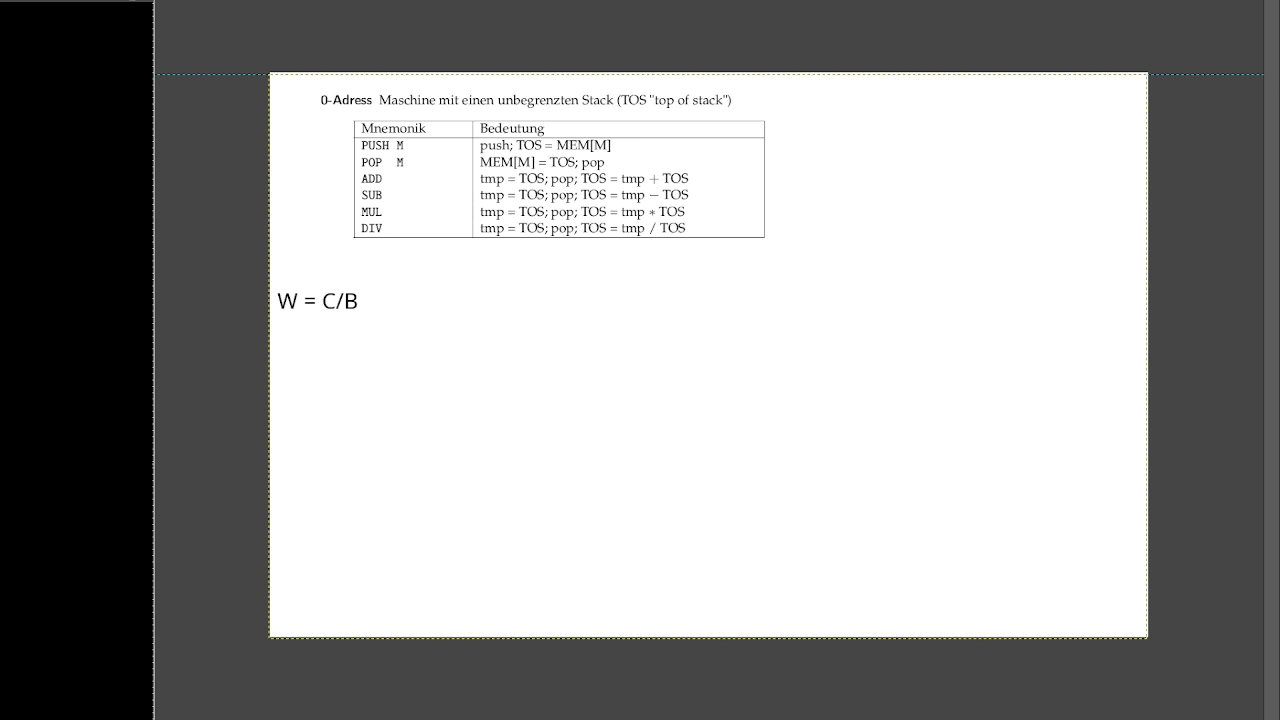 0-Adress Maschine mit einen unbegrenzten Stack (TOS "top of stack")
Mnemonik Bedeutung
PUSH M push; TOS = MEM[M]
POP M MEM[M] = TOS; pop
ADD tmp = TOS; pop; TOS = tmp + TOS
SUB tmp = TOS; pop; TOS = tmp − TOS
MUL tmp = TOS; pop; TOS = tmp ∗ TOS
DIV tmp = TOS; pop; TOS = tmp / TOS
W = C/B